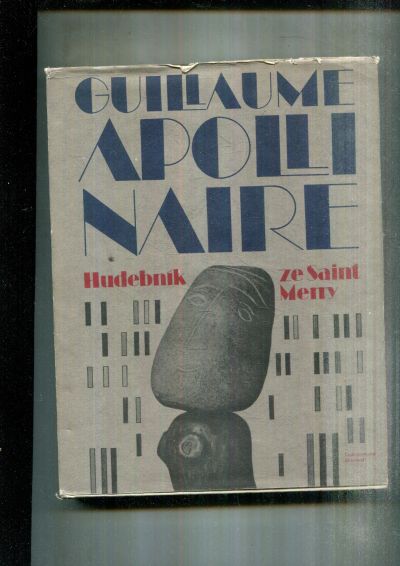 GUILLAUME
APOLLI
NAIRE
Hudebník
ze Saint
Merry